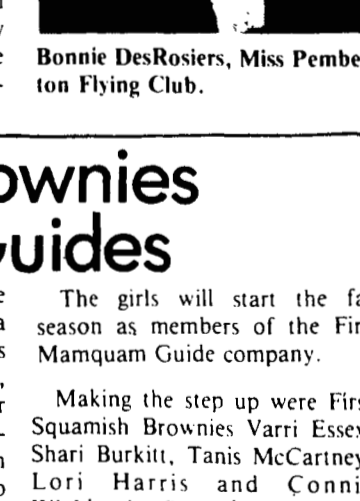 Bonnie DesRosiers, Miss Pembe
ton Flying Club.
ownies
uides
The girls will start the fa
season as members of the Fir
Mamquam Guide company.
Making the step up were Firs
Squamish Brownies Varri Essex
Shari Burkitt, Tanis McCartney
Lori Harris and Conni